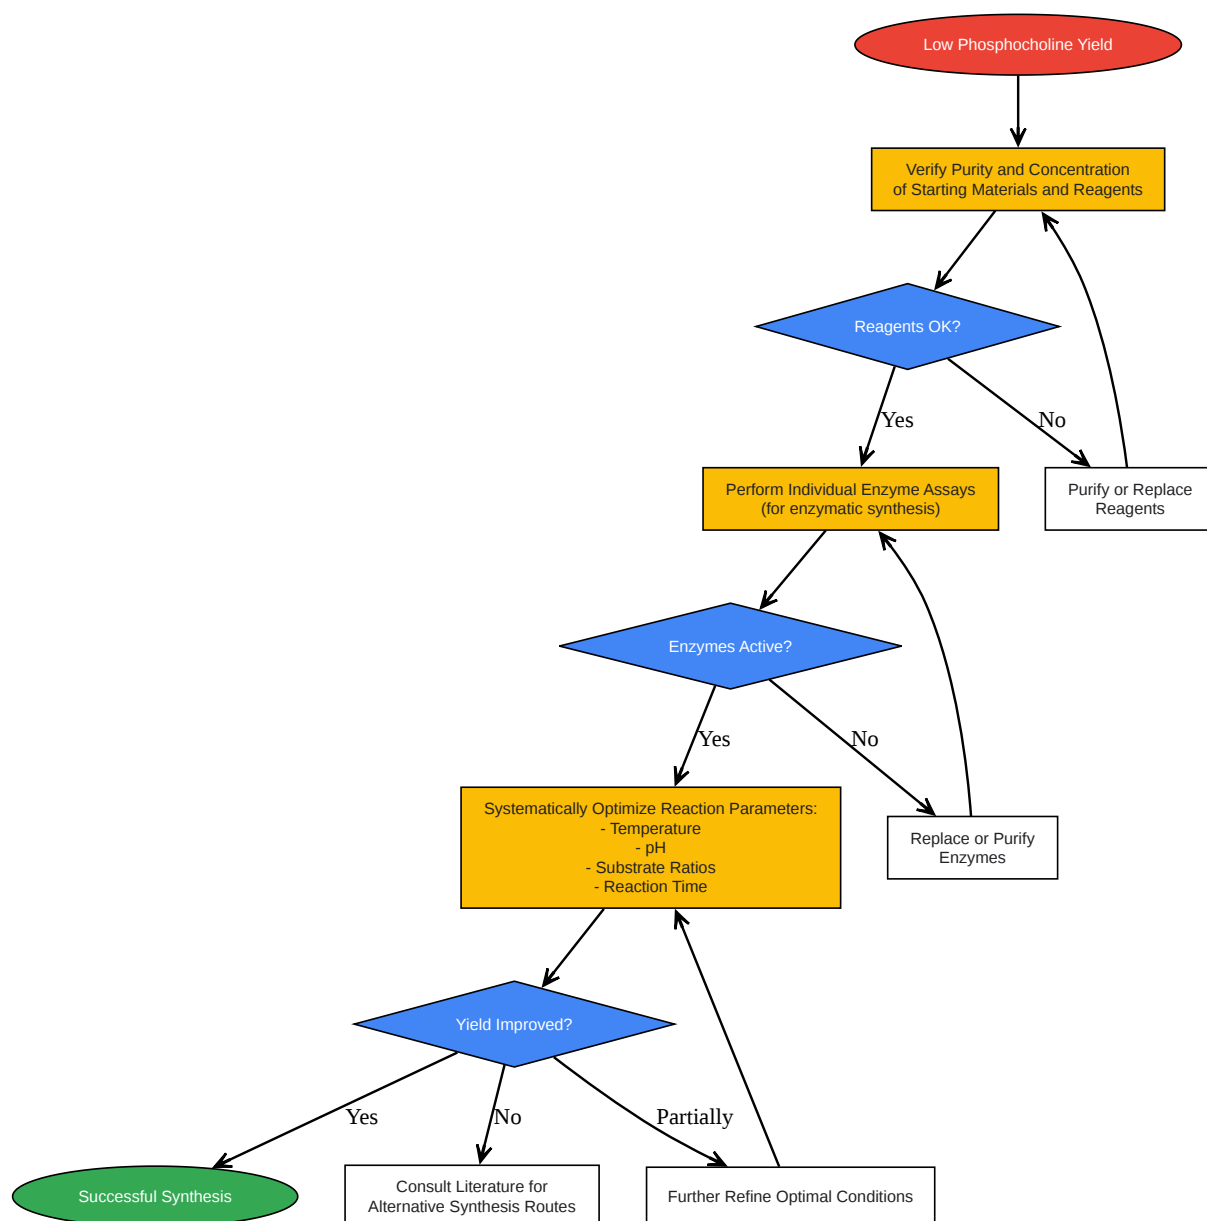 Low Phosphocholine Yield
Verify Purity and Concentration
of Starting Materials and Reagents
Reagents OK?
Yes
No
Perform Individual Enzyme Assays
(for enzymatic synthesis)
Purify or Replace
Reagents
Enzymes Active?
Yes
No
Systematically Optimize Reaction Parameters:
- Temperature
- pH
- Substrate Ratios
- Reaction Time
Replace or Purify
Enzymes
Yield Improved?
Yes
No
Partially
Successful Synthesis
Consult Literature for
Alternative Synthesis Routes
Further Refine Optimal Conditions